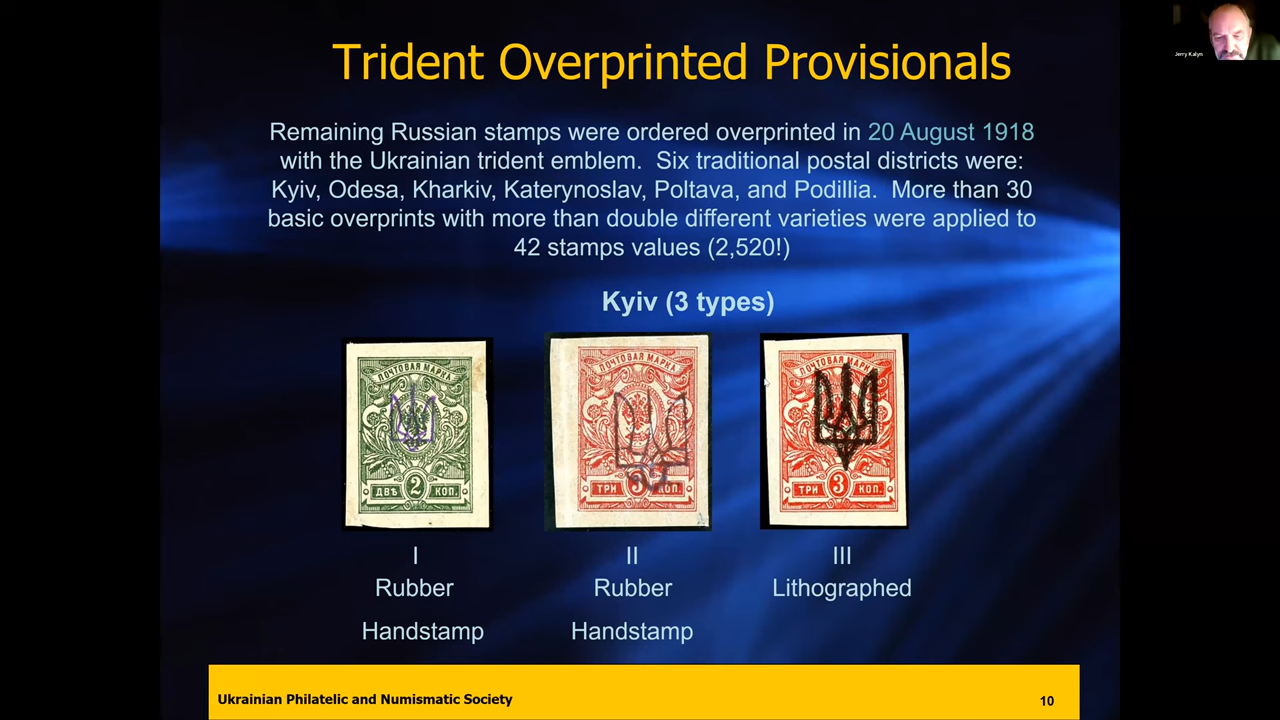 Trident Overprinted Provisionals
Jerry Kalyn
Remaining Russian stamps were ordered overprinted in 20 August 1918
with the Ukrainian trident emblem. Six traditional postal districts were:
Kyiv, Odesa, Kharkiv, Katerynoslav, Poltava, and Podillia. More than 30
basic overprints with more than double different varieties were applied to
42 stamps values (2,520!)
Kyiv (3 types)
ПОЧТОВАЯ МАРКА
ДВѢ 2 КОП.
ПОЧТОВАЯ МАРКА
ТРИ 3 КОП.
ПОЧТОВАЯ МАРКА
ТРИ 3 КОП.
I
Rubber
Handstamp
II
Rubber
Handstamp
III
Lithographed
Ukrainian Philatelic and Numismatic Society
10